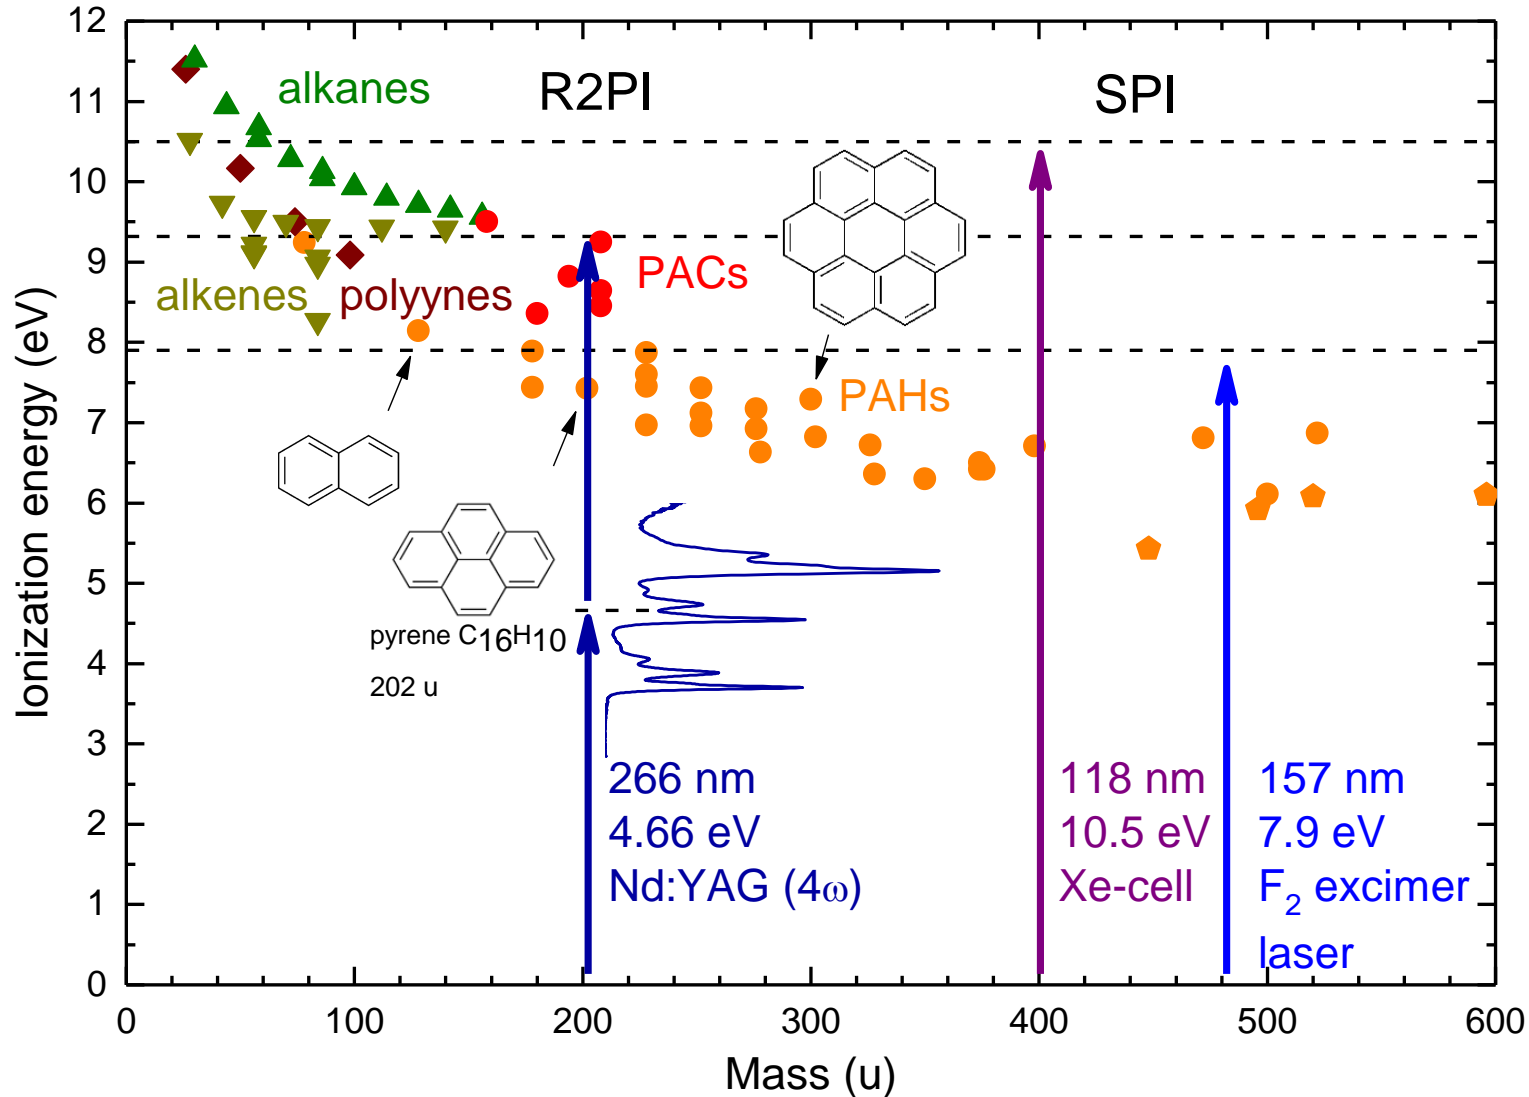 12
11
10
9
8
7
6
5
4
3
2
1
0
Ionization energy (eV)
alkanes
R2PI
SPI
alkenes
polyynes
PACs
PAHs
pyrene C16H10
202 u
266 nm
4.66 eV
Nd:YAG (4ω)
118 nm
10.5 eV
Xe-cell
157 nm
7.9 eV
F2 excimer
laser
0 100 200 300 400 500 600
Mass (u)